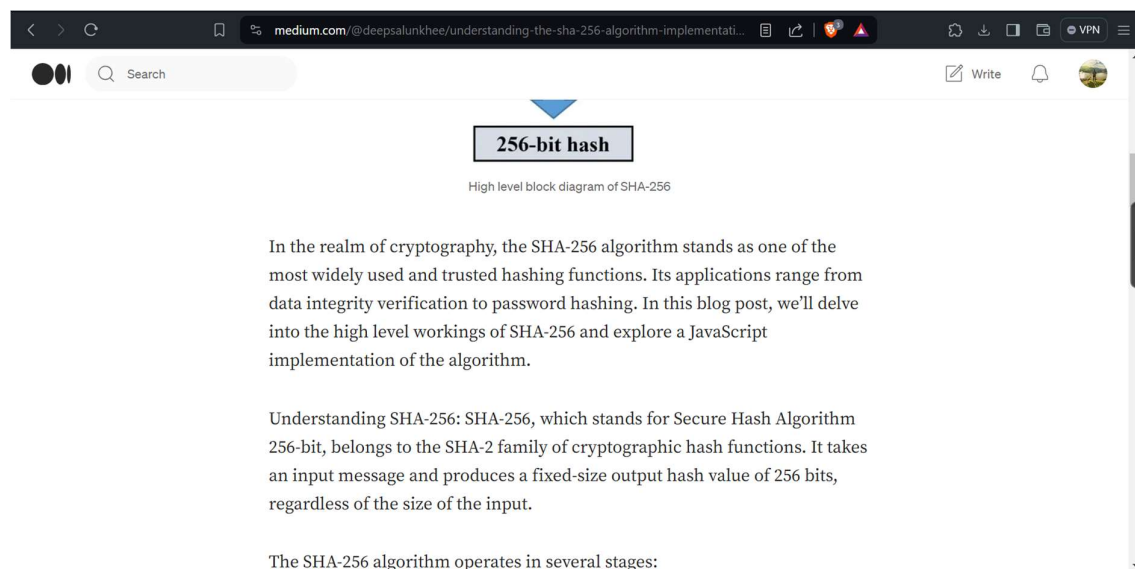 medium.com/@deepsalunkhee/understanding-the-sha-256-algorithm-implementati...
3
VPN
Search
Write
256-bit hash
High level block diagram of SHA-256
In the realm of cryptography, the SHA-256 algorithm stands as one of the
most widely used and trusted hashing functions. Its applications range from
data integrity verification to password hashing. In this blog post, we’ll delve
into the high level workings of SHA-256 and explore a JavaScript
implementation of the algorithm.
Understanding SHA-256: SHA-256, which stands for Secure Hash Algorithm
256-bit, belongs to the SHA-2 family of cryptographic hash functions. It takes
an input message and produces a fixed-size output hash value of 256 bits,
regardless of the size of the input.
The SHA-256 algorithm operates in several stages: